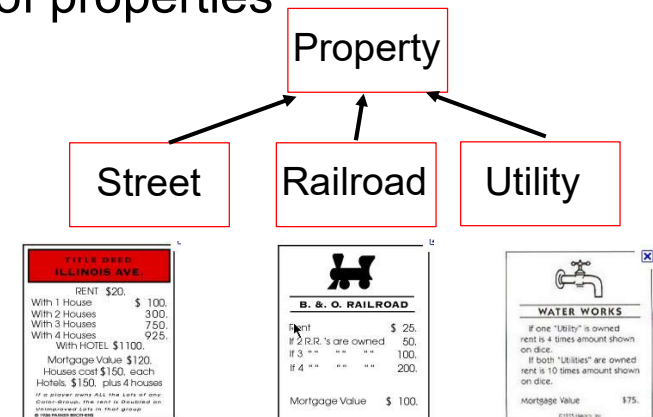 of properties
Property
Street Railroad Utility
TITLE DEED
ILLINOIS AVE.
RENT $20.
With 1 House $ 100.
With 2 Houses 300.
With 3 Houses 750.
With 4 Houses 925.
With HOTEL $1100.
Mortgage Value $120.
Houses cost $150. each
Hotels, $150. plus 4 houses
If a player owns ALL the Lots of any
Color-Group, the rent is Doubled on
Unimproved Lots in that group
B. &. O. RAILROAD
Rent $ 25.
If 2 R.R. 's are owned 50.
If 3 "" "" "" 100.
If 4 "" "" "" 200.
Mortgage Value $ 100.
WATER WORKS
If one "Utility" is owned
rent is 4 times amount shown
on dice.
If both "Utilities" are owned
rent is 10 times amount shown
on dice.
Mortgage Value $75.